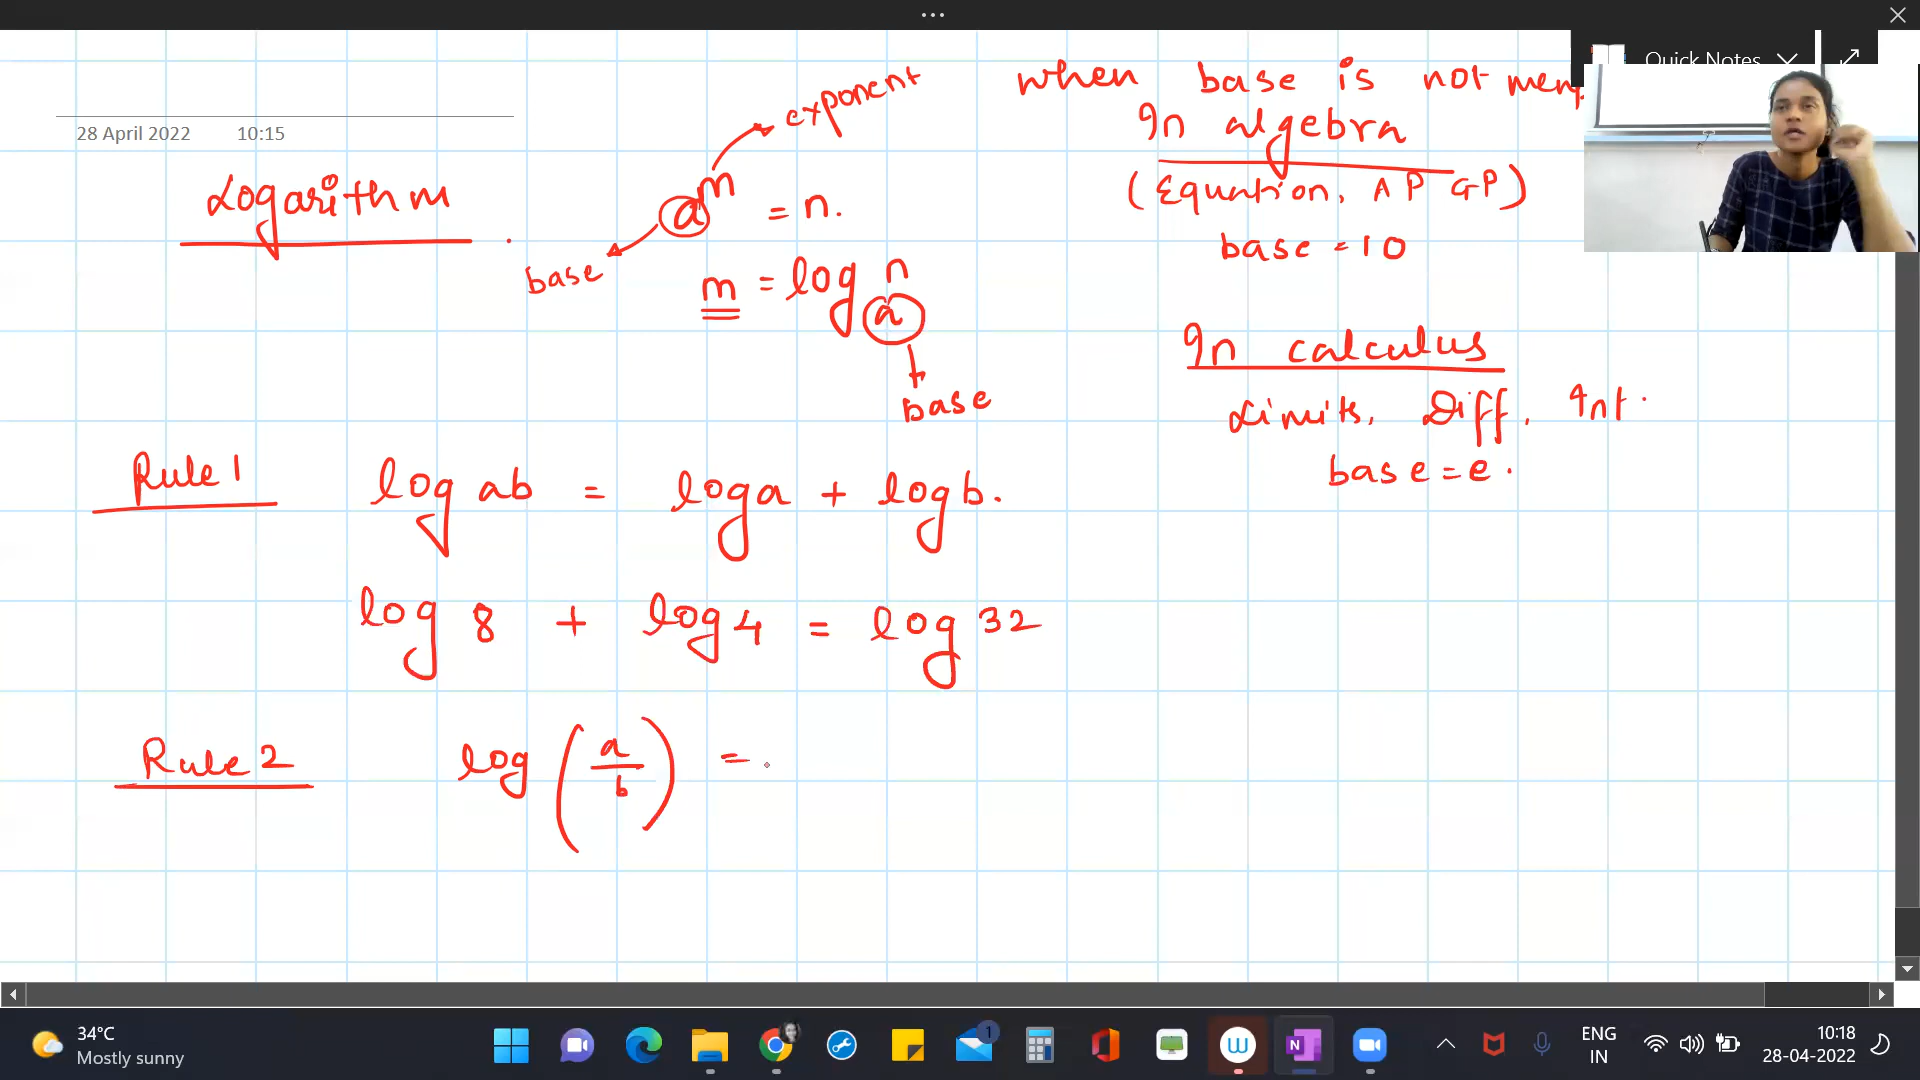 Quick Notes
28 April 2022 10:15
Logarithm
exponent
a^m = n.
base
m = log_a n
base
when base is not
In algebra
(Equation, AP GP)
base = 10
In calculus
Limits, Diff, Int.
base = e.
Rule 1 log ab = log a + log b.
log 8 + log 4 = log 32
Rule 2 log (a/b) =
34°C
Mostly sunny
1
ENG
IN
10:18
28-04-2022